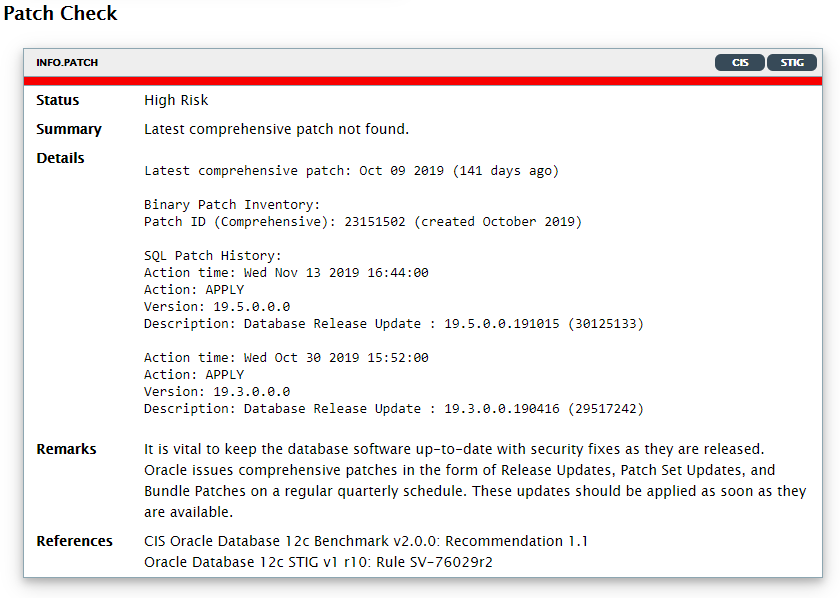 Patch Check
INFO.PATCH CIS STIG
Status High Risk
Summary Latest comprehensive patch not found.
Details
Latest comprehensive patch: Oct 09 2019 (141 days ago)
Binary Patch Inventory:
Patch ID (Comprehensive): 23151502 (created October 2019)
SQL Patch History:
Action time: Wed Nov 13 2019 16:44:00
Action: APPLY
Version: 19.5.0.0.0
Description: Database Release Update : 19.5.0.0.191015 (30125133)
Action time: Wed Oct 30 2019 15:52:00
Action: APPLY
Version: 19.3.0.0.0
Description: Database Release Update : 19.3.0.0.190416 (29517242)
Remarks It is vital to keep the database software up-to-date with security fixes as they are released.
Oracle issues comprehensive patches in the form of Release Updates, Patch Set Updates, and
Bundle Patches on a regular quarterly schedule. These updates should be applied as soon as they
are available.
References CIS Oracle Database 12c Benchmark v2.0.0: Recommendation 1.1
Oracle Database 12c STIG v1 r10: Rule SV-76029r2